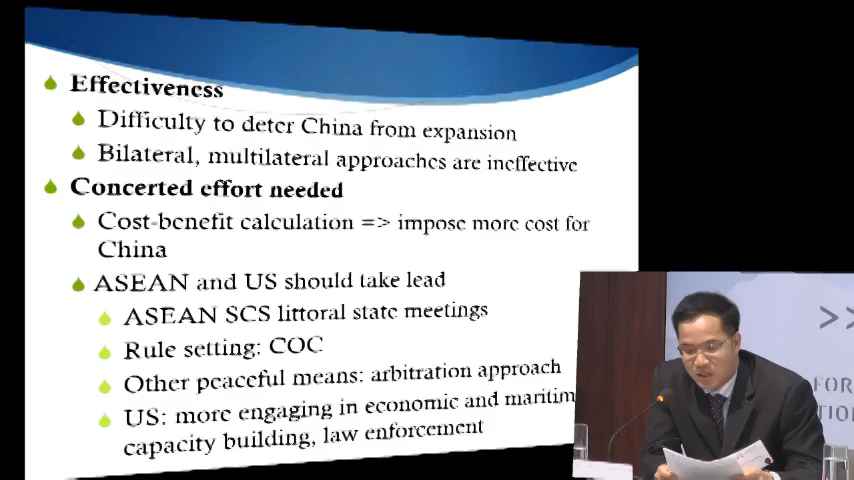 Effectiveness
Difficulty to deter China from expansion
Bilateral, multilateral approaches are ineffective
Concerted effort needed
Cost-benefit calculation => impose more cost for
China
ASEAN and US should take lead
ASEAN SCS littoral state meetings
Rule setting: COC
Other peaceful means: arbitration approach
US: more engaging in economic and maritim
capacity building, law enforcement
>>
FOR
TION